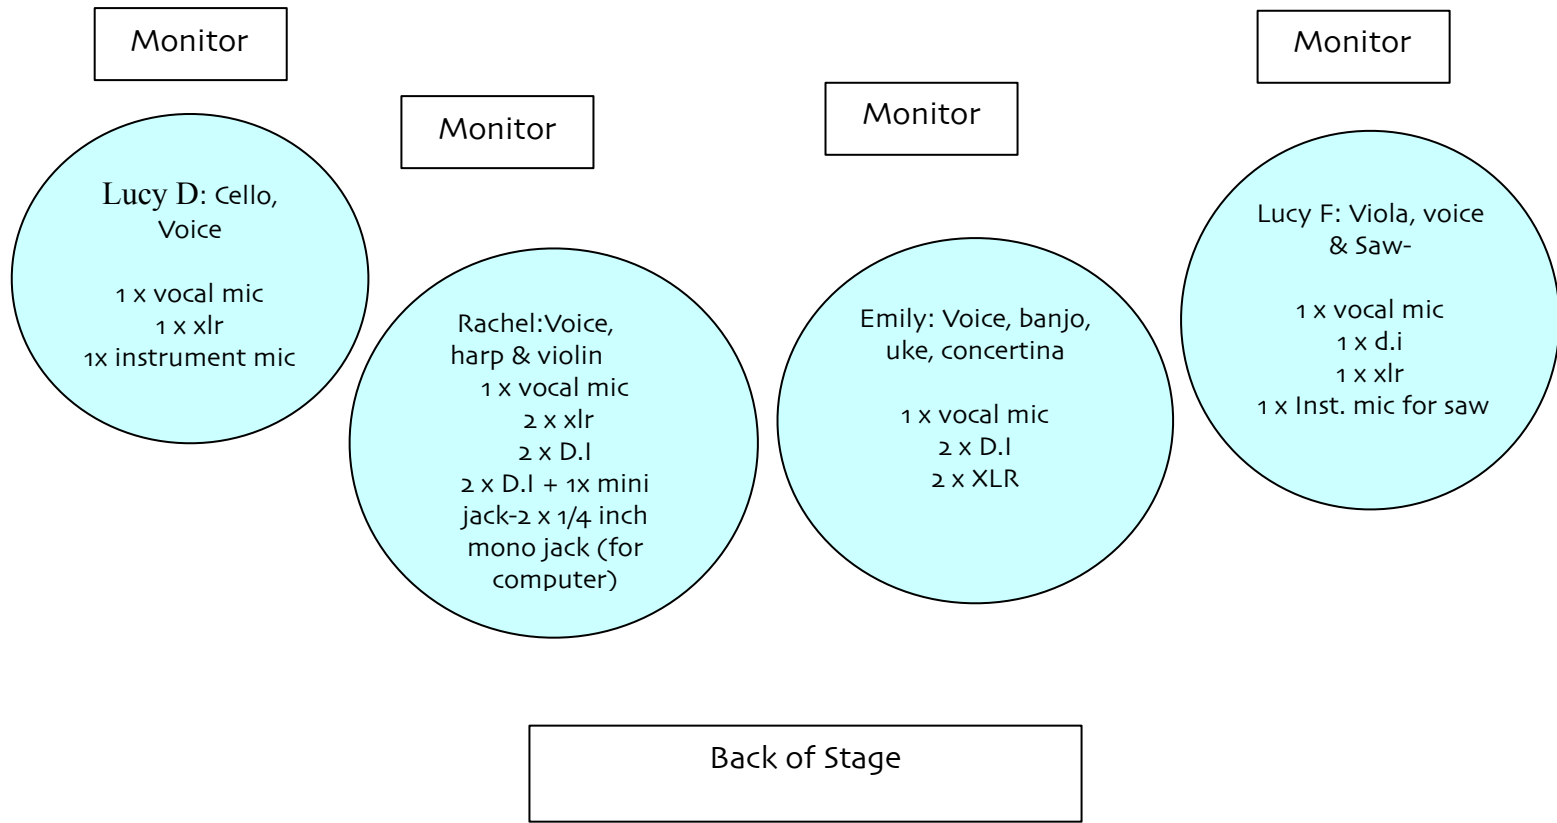 Monitor
Monitor
Monitor
Monitor
Lucy D: Cello,
Voice
1 x vocal mic
1 x xlr
1x instrument mic
Rachel:Voice,
harp & violin
1 x vocal mic
2 x xlr
2 x D.I
2 x D.I + 1x mini
jack-2 x 1/4 inch
mono jack (for
computer)
Emily: Voice, banjo,
uke, concertina
1 x vocal mic
2 x D.I
2 x XLR
Lucy F: Viola, voice
& Saw-
1 x vocal mic
1 x d.i
1 x xlr
1 x Inst. mic for saw
Back of Stage